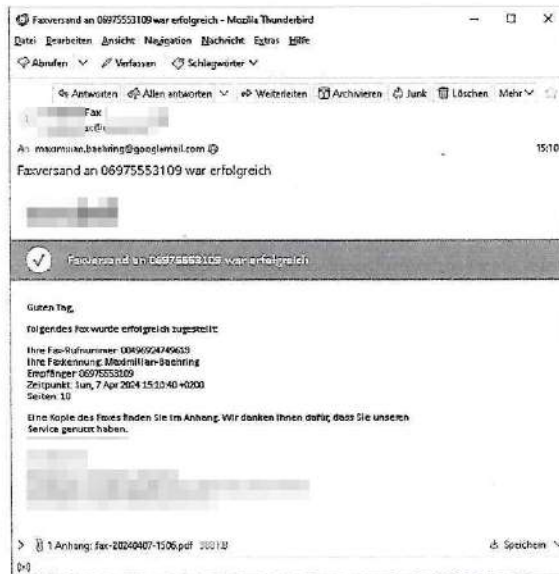 Faxversand an 06975553109 war erfolgreich - Mozilla Thunderbird
Datei Bearbeiten Ansicht Navigation Nachricht Extras Hilfe
Abrufen Verfassen Schlagwörter
Antworten Allen antworten Weiterleiten Archivieren Junk Löschen Mehr
Fax
An maximilian.baehring@googlemail.com
15:10
Faxversand an 06975553109 war erfolgreich
Faxversand an 06975553109 war erfolgreich
Guten Tag,
folgendes Fax wurde erfolgreich zugestellt:
Ihre Fax-Rufnummer: 00496924749619
Ihre Faxkennung: Maximilian-Baehring
Empfänger 06975553109
Zeitpunkt: Sun, 7 Apr 2024 15:10:40 +0200
Seiten: 10
Eine Kopie des Faxes finden Sie im Anhang. Wir danken Ihnen dafür, dass Sie unseren
Service genutzt haben.
1 Anhang: fax-20240407-1506.pdf
Speichern